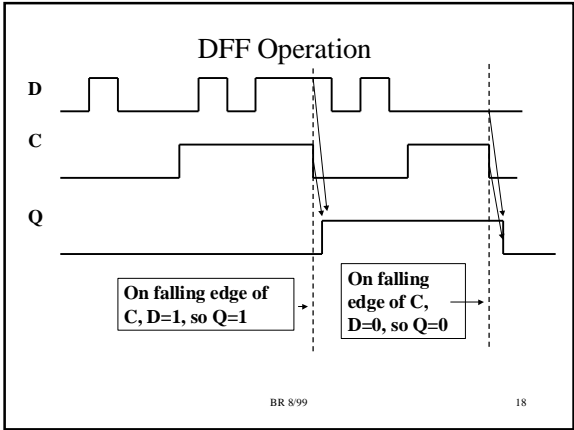 DFF Operation
D
C
Q
On falling edge of
C, D=1, so Q=1
On falling
edge of C,
D=0, so Q=0
BR 8/99
18